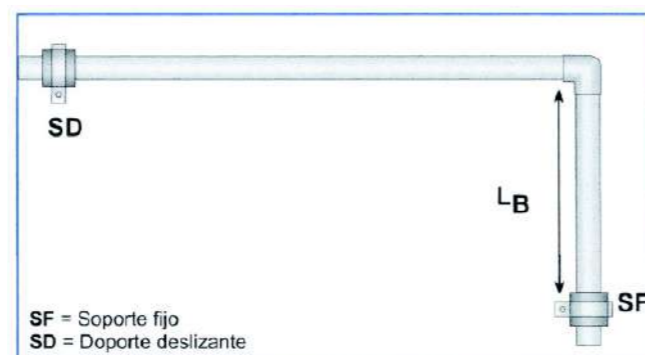 SD
LB
SF
SF = Soporte fijo
SD = Doporte deslizante